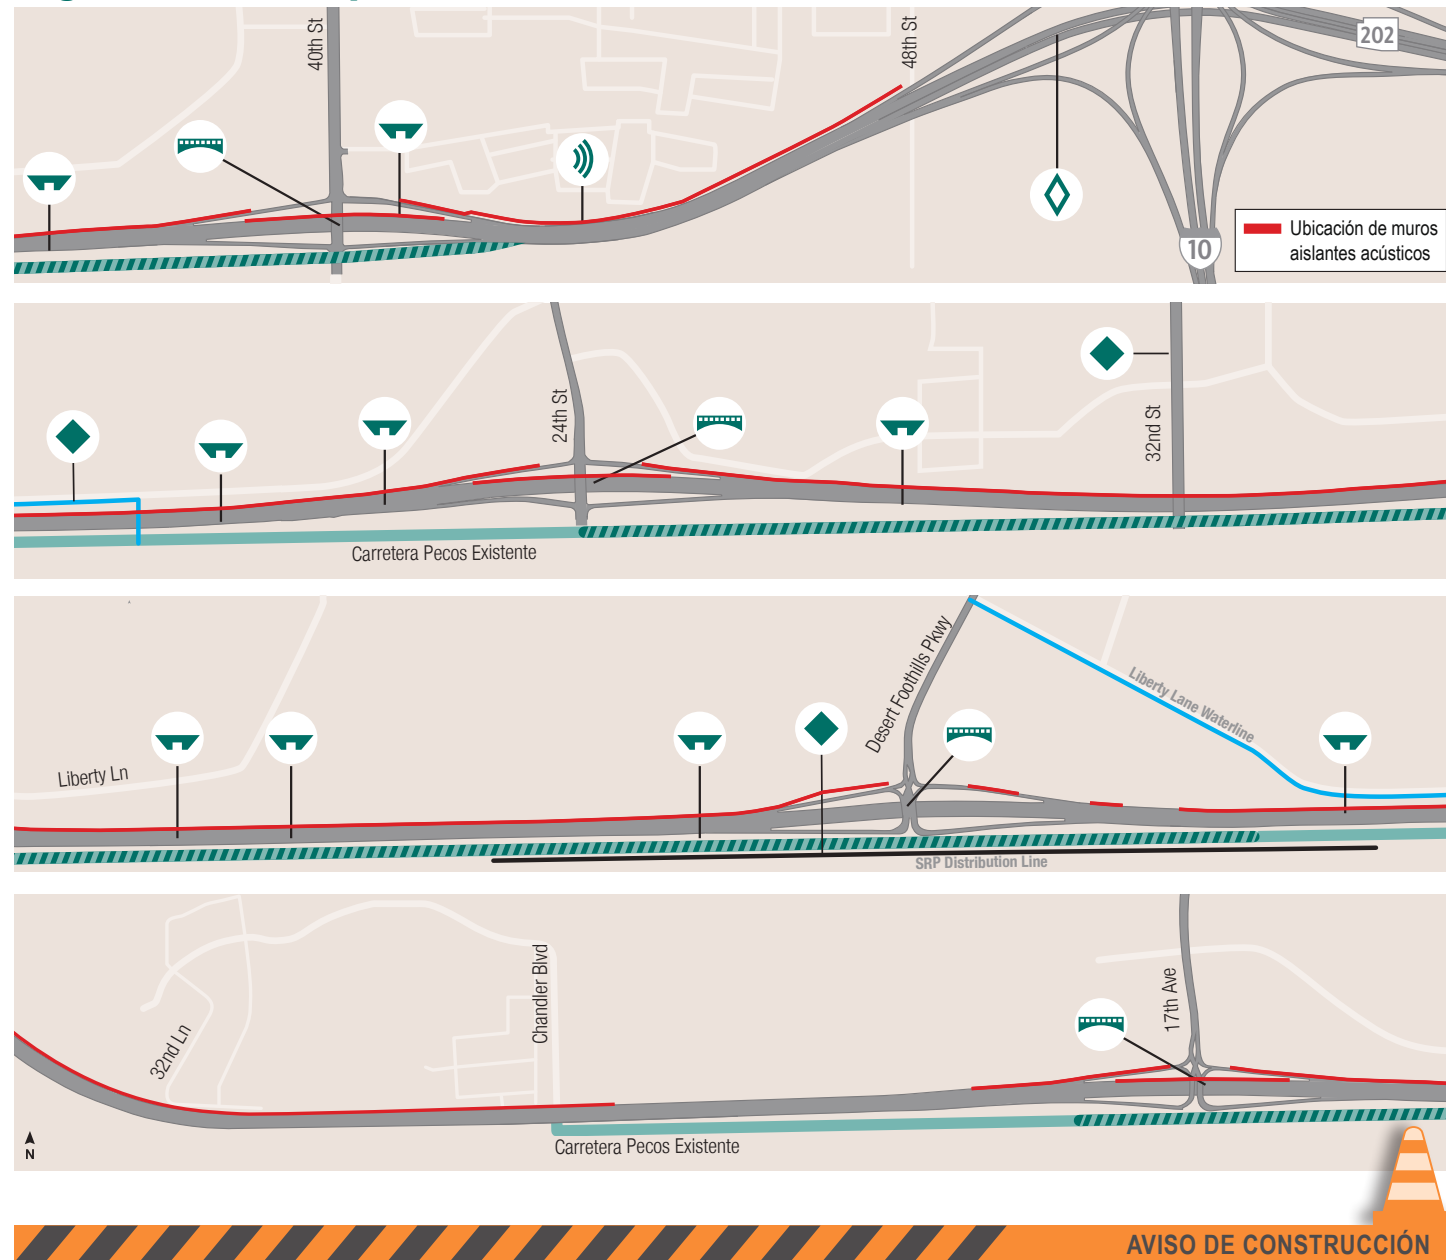 40th St
48th St
202
10
Ubicación de muros
aislantes acústicos
24th St
32nd St
Carretera Pecos Existente
Desert Foothills Pkwy
Liberty Lane Waterline
Liberty Ln
SRP Distribution Line
32nd Ln
Chandler Blvd
17th Ave
Carretera Pecos Existente
N
AVISO DE CONSTRUCCIÓN